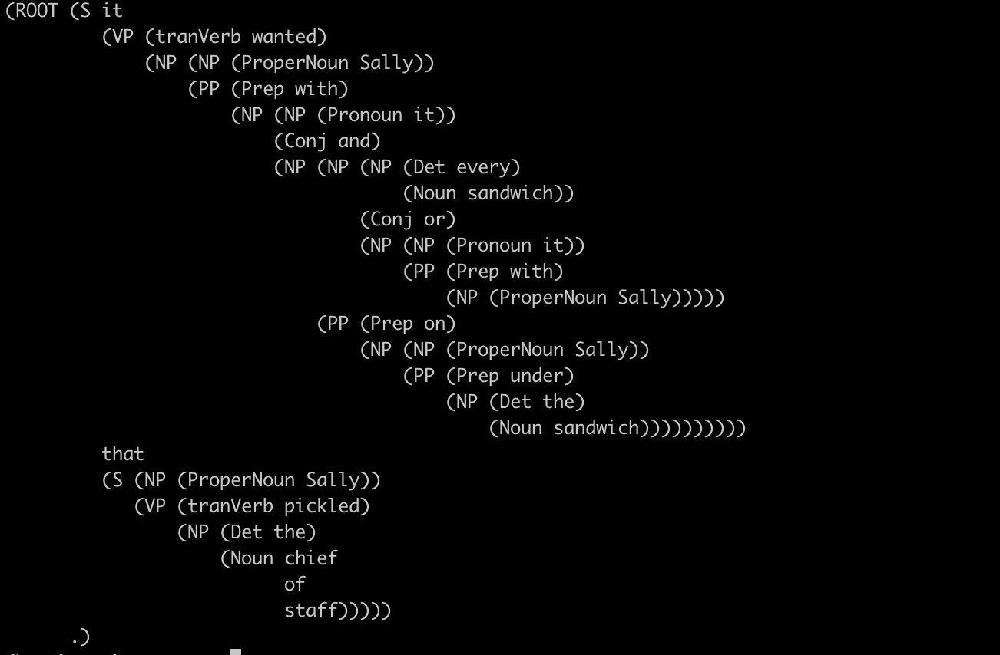 (ROOT (S it
(VP (tranVerb wanted)
(NP (NP (ProperNoun Sally))
(PP (Prep with)
(NP (NP (Pronoun it))
(Conj and)
(NP (NP (NP (Det every)
(Noun sandwich))
(Conj or)
(NP (NP (Pronoun it))
(PP (Prep with)
(NP (ProperNoun Sally)))))
(PP (Prep on)
(NP (NP (ProperNoun Sally))
(PP (Prep under)
(NP (Det the)
(Noun sandwich))))))))))
that
(S (NP (ProperNoun Sally))
(VP (tranVerb pickled)
(NP (Det the)
(Noun chief
of
staff)))))
.)